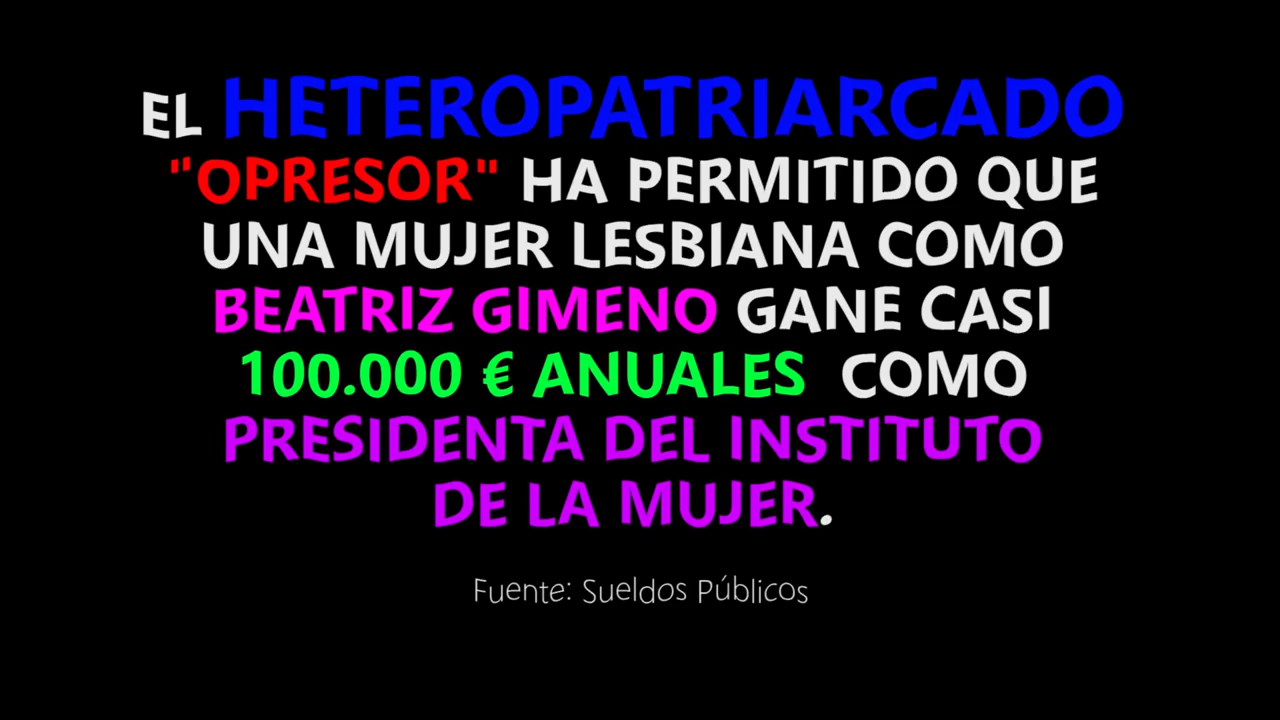 EL HETEROPATRIARCADO
"OPRESOR" HA PERMITIDO QUE
UNA MUJER LESBIANA COMO
BEATRIZ GIMENO GANE CASI
100.000 € ANUALES COMO
PRESIDENTA DEL INSTITUTO
DE LA MUJER.
Fuente: Sueldos Públicos